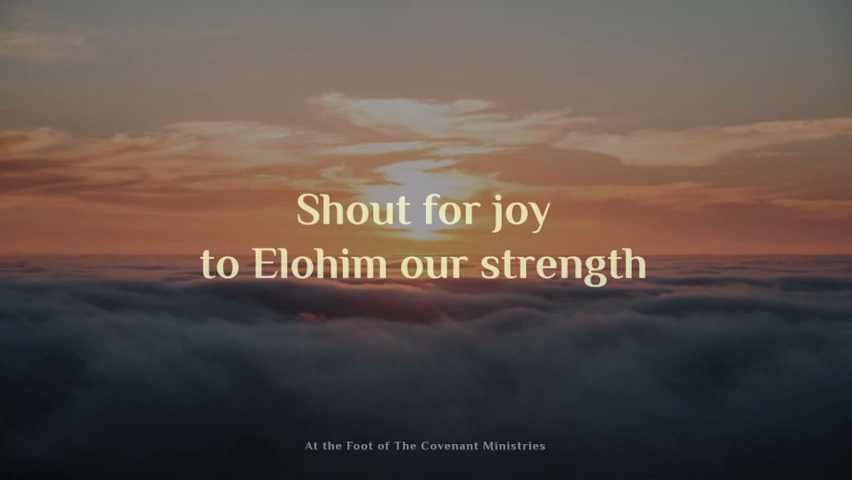 Shout for joy
to Elohim our strength
At the Foot of The Covenant Ministries